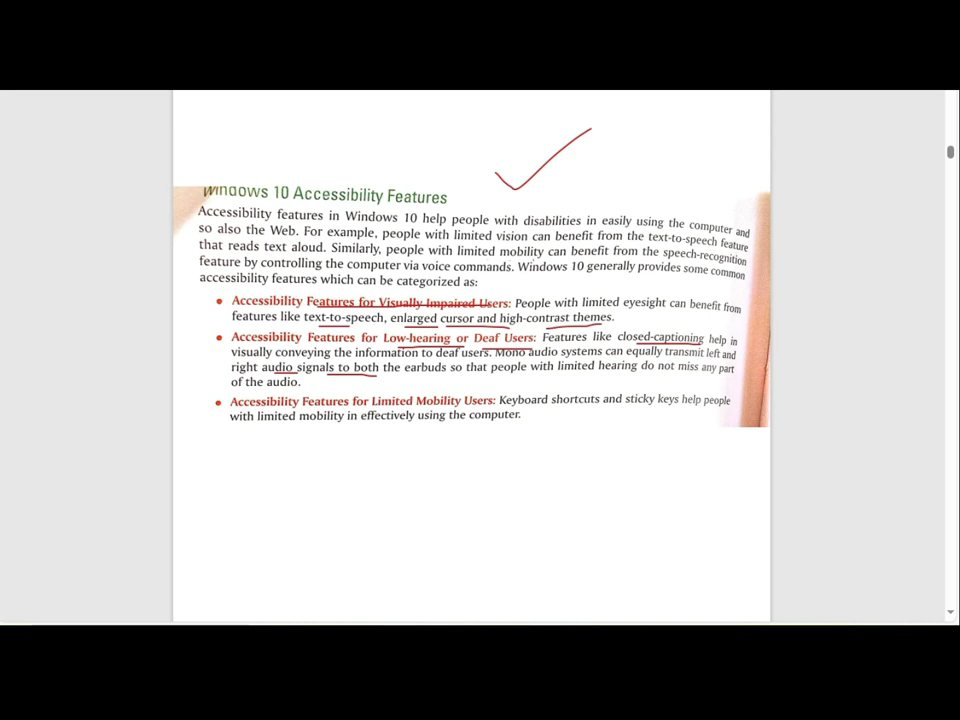 Windows 10 Accessibility Features
Accessibility features in Windows 10 help people with disabilities in easily using the computer and
so also the Web. For example, people with limited vision can benefit from the text-to-speech feature
that reads text aloud. Similarly, people with limited mobility can benefit from the speech-recognition
feature by controlling the computer via voice commands. Windows 10 generally provides some common
accessibility features which can be categorized as:
• Accessibility Features for Visually Impaired Users: People with limited eyesight can benefit from
features like text-to-speech, enlarged cursor and high-contrast themes.
• Accessibility Features for Low-hearing or Deaf Users: Features like closed-captioning help in
visually conveying the information to deaf users. Mono audio systems can equally transmit left and
right audio signals to both the earbuds so that people with limited hearing do not miss any part
of the audio.
• Accessibility Features for Limited Mobility Users: Keyboard shortcuts and sticky keys help people
with limited mobility in effectively using the computer.